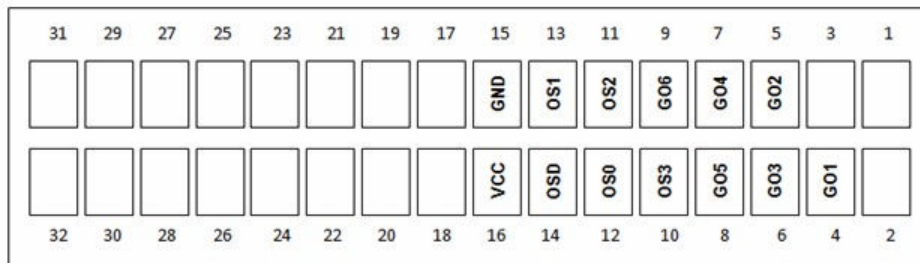 31 29 27 25 23 21 19 17 15 13 11 9 7 5 3 1
GND OS1 OS2 GO6 GO4 GO2
VCC OSD OS0 OS3 GO5 GO3 GO1
32 30 28 26 24 22 20 18 16 14 12 10 8 6 4 2